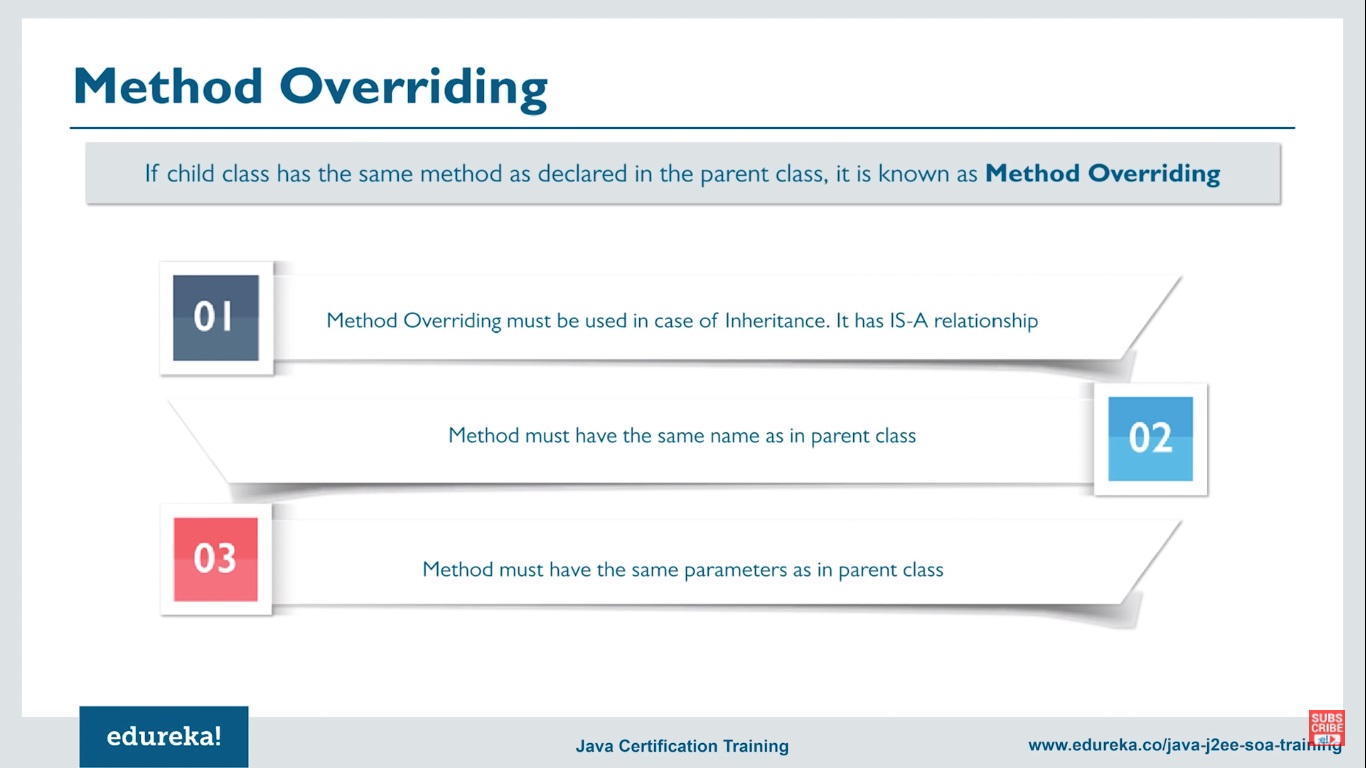 Method Overriding
If child class has the same method as declared in the parent class, it is known as Method Overriding
01
Method Overriding must be used in case of Inheritance. It has IS-A relationship
Method must have the same name as in parent class
02
03
Method must have the same parameters as in parent class
edureka!
Java Certification Training
www.edureka.co/java-j2ee-soa-training
SUBS
CRIBE